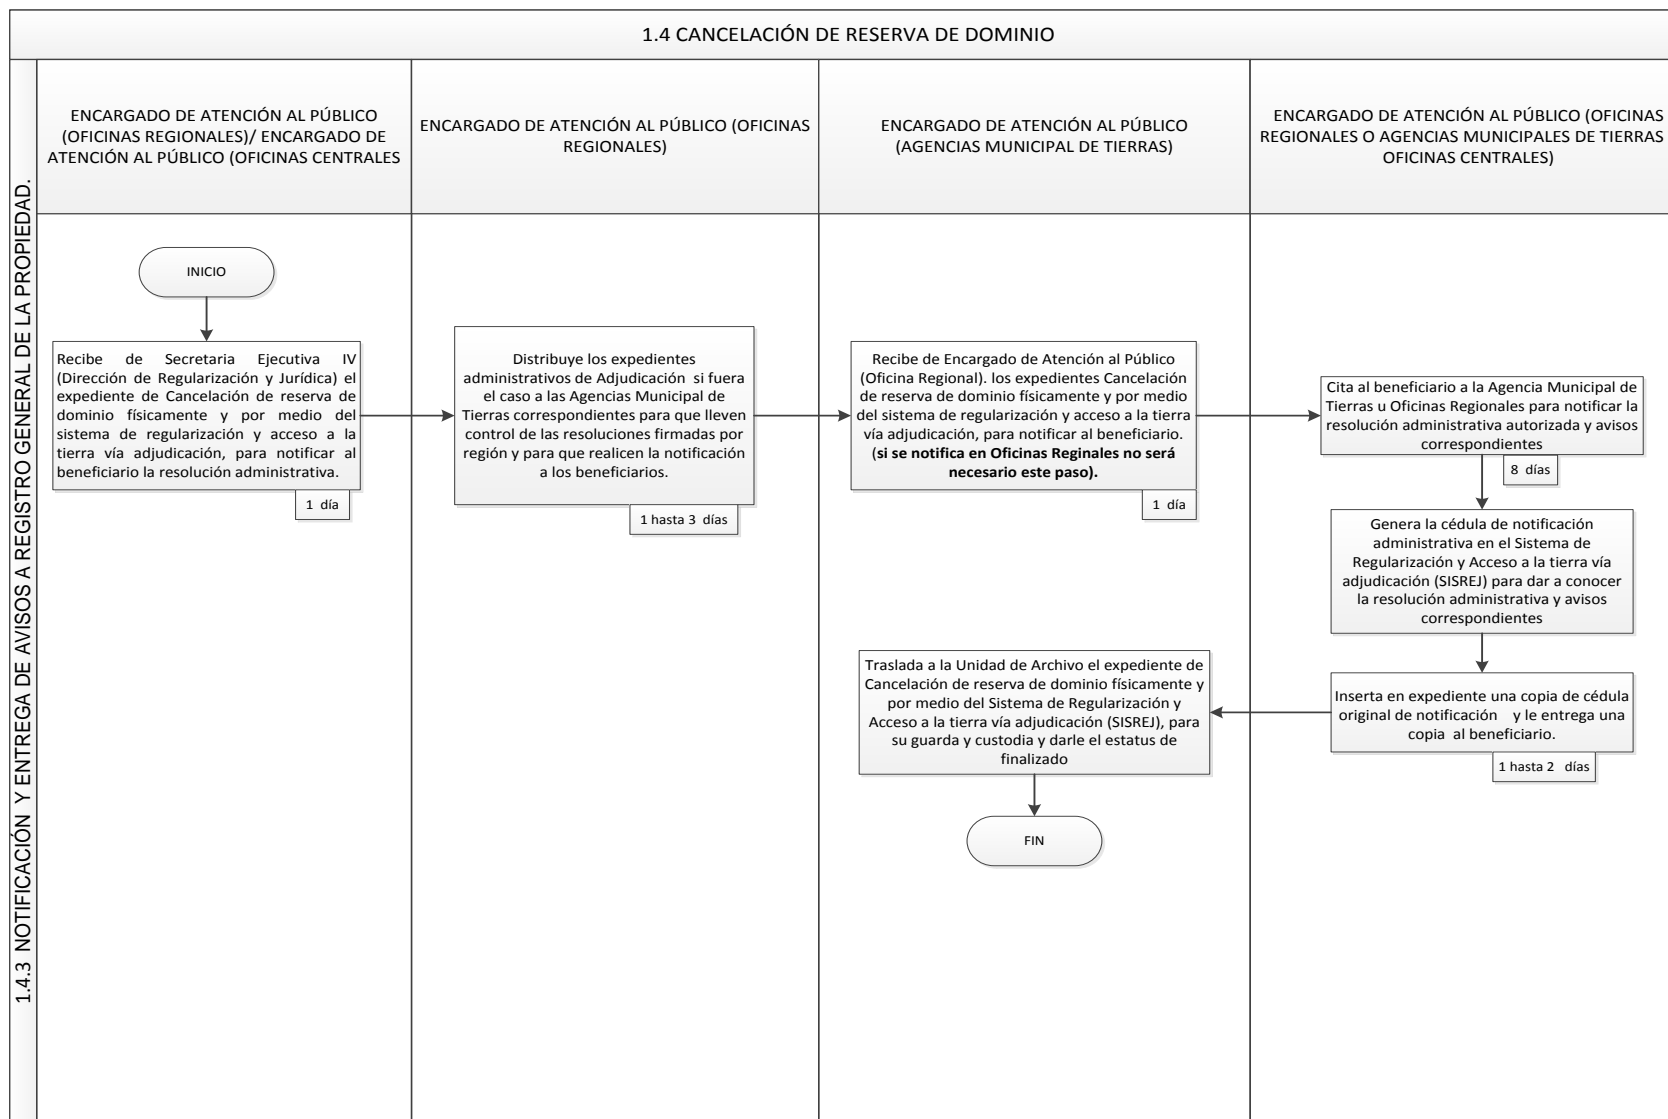 1.4 CANCELACIÓN DE RESERVA DE DOMINIO
1.4.3 NOTIFICACIÓN Y ENTREGA DE AVISOS A REGISTRO GENERAL DE LA PROPIEDAD.
ENCARGADO DE ATENCIÓN AL PÚBLICO
(OFICINAS REGIONALES)/ ENCARGADO DE
ATENCIÓN AL PÚBLICO (OFICINAS CENTRALES
ENCARGADO DE ATENCIÓN AL PÚBLICO (OFICINAS
REGIONALES)
ENCARGADO DE ATENCIÓN AL PÚBLICO
(AGENCIAS MUNICIPAL DE TIERRAS)
ENCARGADO DE ATENCIÓN AL PÚBLICO (OFICINAS
REGIONALES O AGENCIAS MUNICIPALES DE TIERRAS
OFICINAS CENTRALES)
INICIO
Recibe de Secretaria Ejecutiva IV
(Dirección de Regularización y Jurídica) el
expediente de Cancelación de reserva de
dominio físicamente y por medio del
sistema de regularización y acceso a la
tierra vía adjudicación, para notificar al
beneficiario la resolución administrativa.
1 día
Distribuye los expedientes
administrativos de Adjudicación si fuera
el caso a las Agencias Municipal de
Tierras correspondientes para que lleven
control de las resoluciones firmadas por
región y para que realicen la notificación
a los beneficiarios.
1 hasta 3 días
Recibe de Encargado de Atención al Público
(Oficina Regional). los expedientes Cancelación
de reserva de dominio físicamente y por medio
del sistema de regularización y acceso a la tierra
vía adjudicación, para notificar al beneficiario.
(si se notifica en Oficinas Reginales no será
necesario este paso).
1 día
Cita al beneficiario a la Agencia Municipal de
Tierras u Oficinas Regionales para notificar la
resolución administrativa autorizada y avisos
correspondientes
8 días
Genera la cédula de notificación
administrativa en el Sistema de
Regularización y Acceso a la tierra vía
adjudicación (SISREJ) para dar a conocer
la resolución administrativa y avisos
correspondientes
Inserta en expediente una copia de cédula
original de notificación y le entrega una
copia al beneficiario.
1 hasta 2 días
Traslada a la Unidad de Archivo el expediente de
Cancelación de reserva de dominio físicamente y
por medio del Sistema de Regularización y
Acceso a la tierra vía adjudicación (SISREJ), para
su guarda y custodia y darle el estatus de
finalizado
FIN